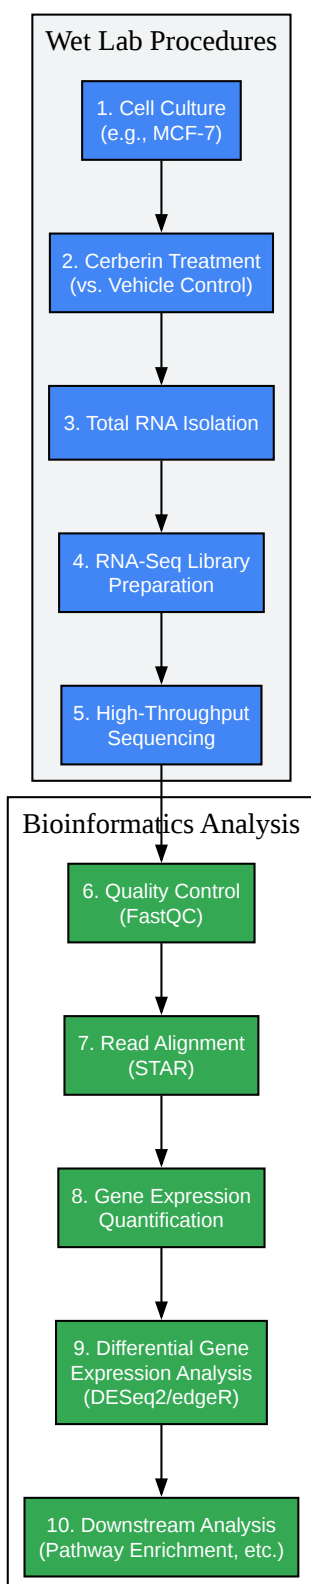 Wet Lab Procedures
1. Cell Culture
(e.g., MCF-7)
2. Cerberin Treatment
(vs. Vehicle Control)
3. Total RNA Isolation
4. RNA-Seq Library
Preparation
5. High-Throughput
Sequencing
Bioinformatics Analysis
6. Quality Control
(FastQC)
7. Read Alignment
(STAR)
8. Gene Expression
Quantification
9. Differential Gene
Expression Analysis
(DESeq2/edgeR)
10. Downstream Analysis
(Pathway Enrichment, etc.)